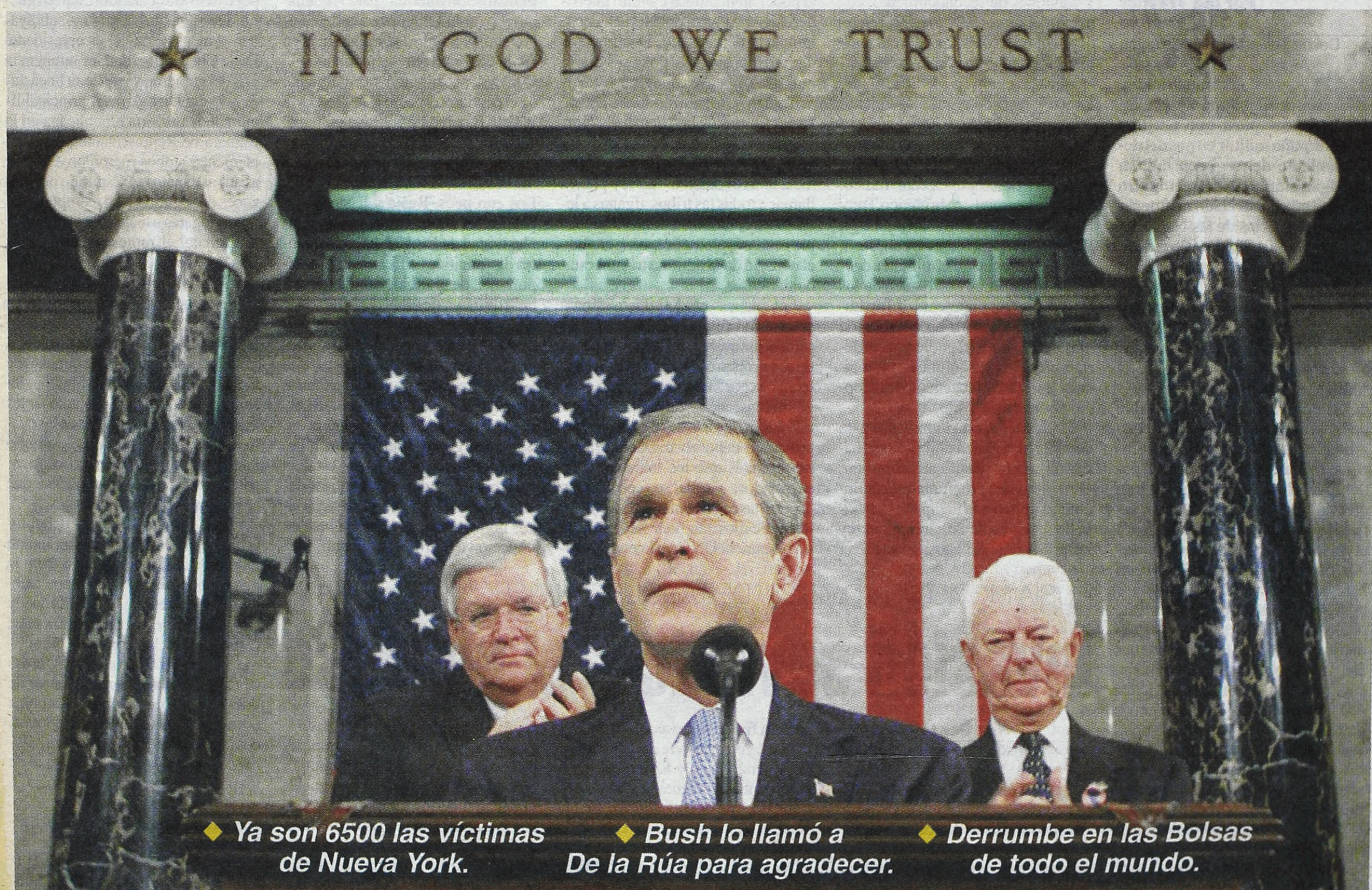 IN GOD WE TRUST
Ya son 6500 las víctimas
de Nueva York.
Bush lo llamó a
De la Rúa para agradecer.
Derrumbe en las Bolsas
de todo el mundo.